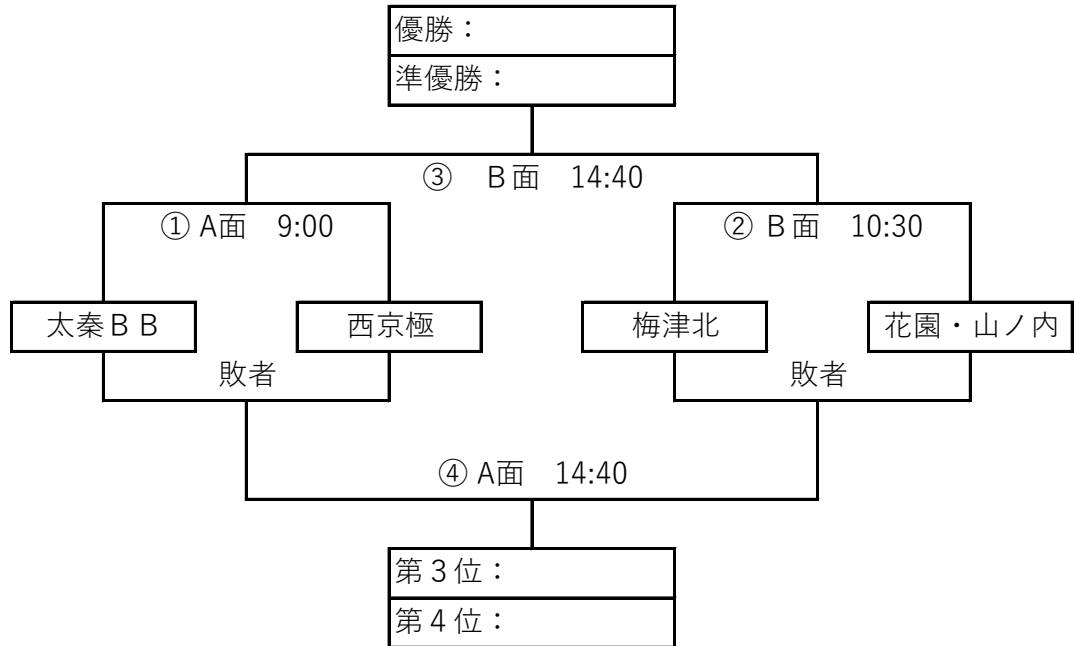 優勝：
準優勝：
③　Ｂ面　14:40
① A面　9:00
② Ｂ面　10:30
太秦ＢＢ
西京極
梅津北
花園・山ノ内
敗者
敗者
④ A面　14:40
第３位：
第４位：